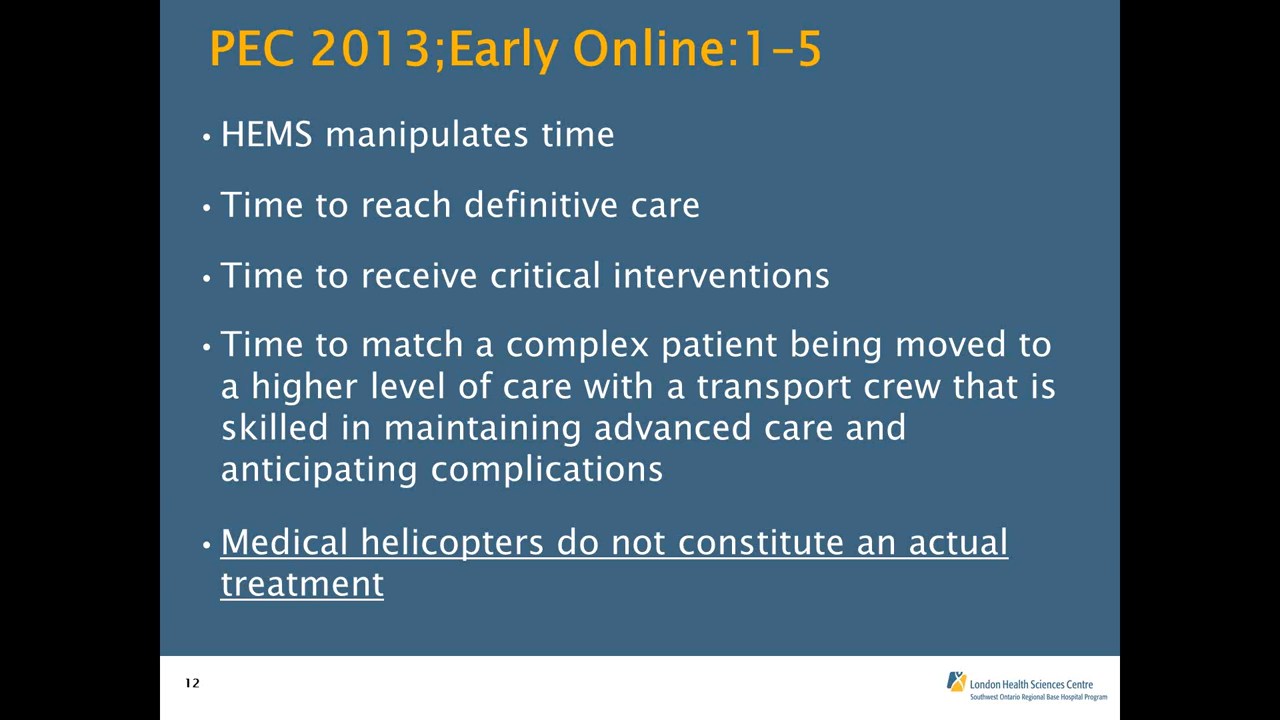 PEC 2013;Early Online:1–5
• HEMS manipulates time
• Time to reach definitive care
• Time to receive critical interventions
• Time to match a complex patient being moved to
a higher level of care with a transport crew that is
skilled in maintaining advanced care and
anticipating complications
• Medical helicopters do not constitute an actual
treatment
12
London Health Sciences Centre
Southwest Ontario Regional Base Hospital Program